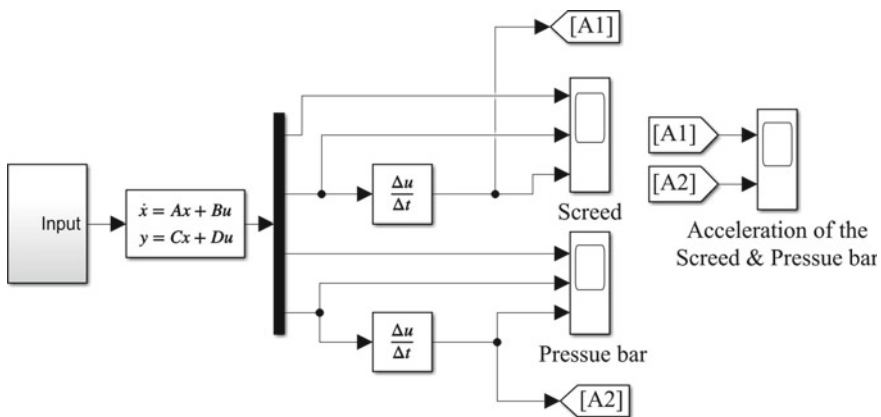 [A1]
Input
ẋ = Ax + Bu
y = Cx + Du
Δu
Δt
Screed
[A1]
[A2]
Acceleration of the
Screed & Pressue bar
Δu
Δt
Pressue bar
[A2]